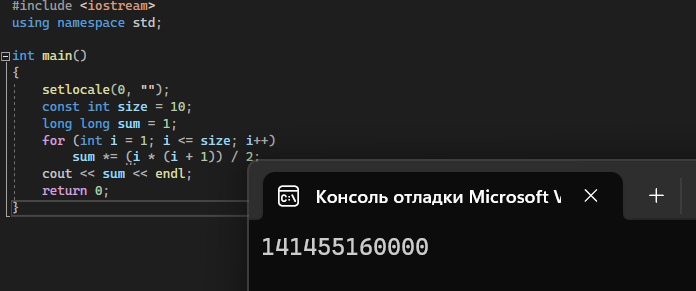 #include <iostream>
using namespace std;
int main()
{
setlocale(0, "");
const int size = 10;
long long sum = 1;
for (int i = 1; i <= size; i++)
sum *= (i * (i + 1)) / 2;
cout << sum << endl;
return 0;
}
Консоль отладки Microsoft V
141455160000